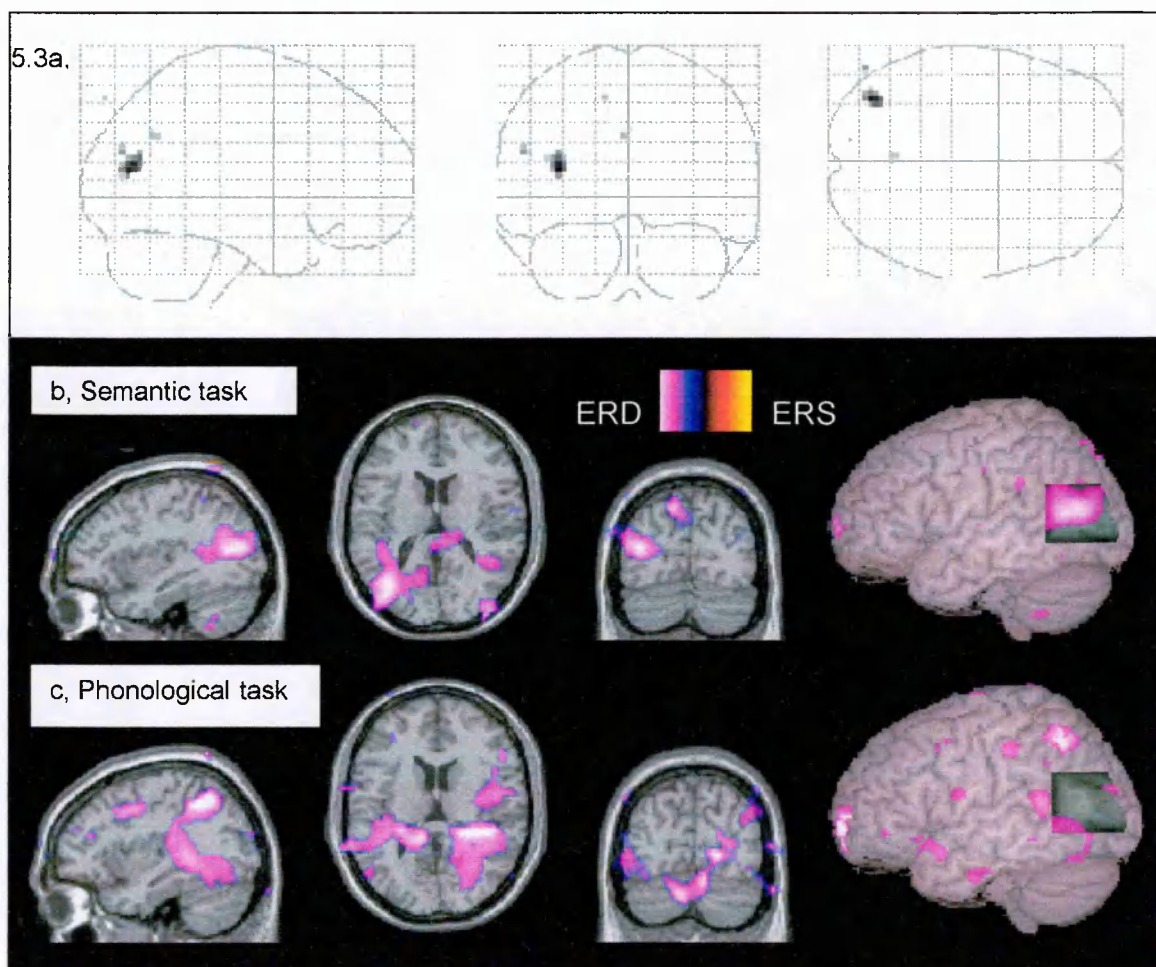 5.3a,
b, Semantic task
ERD ERS
c, Phonological task